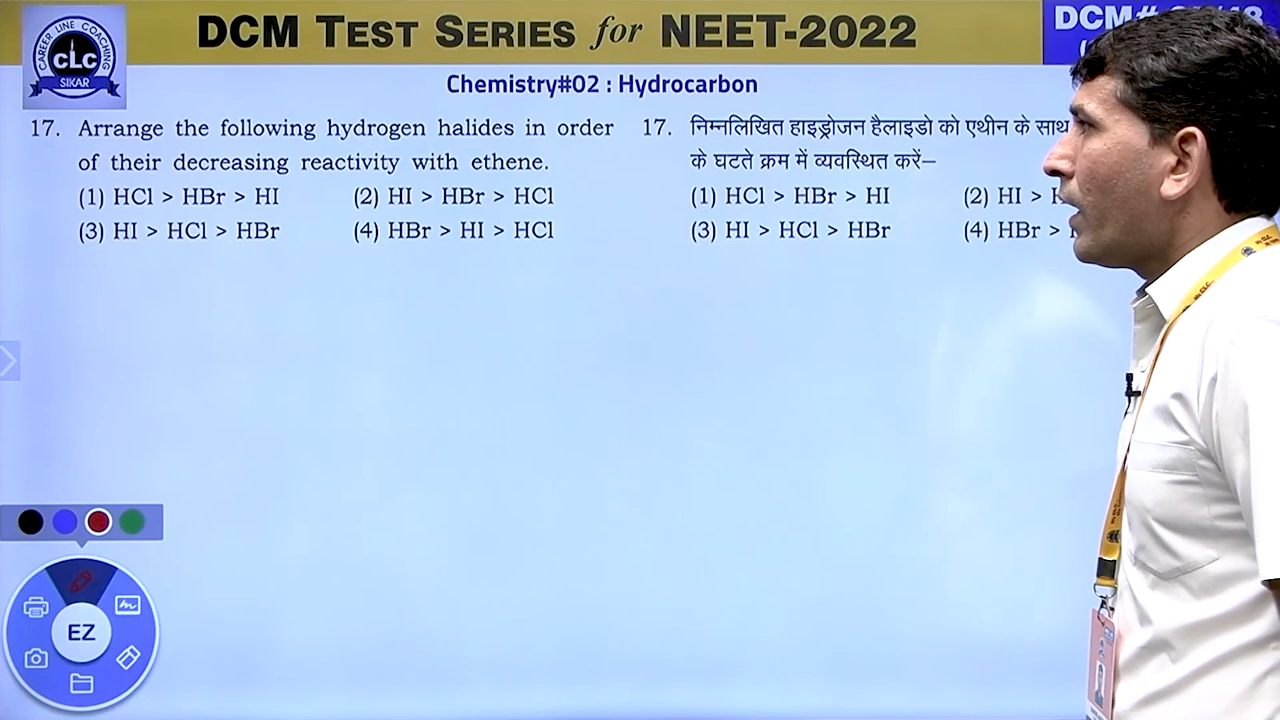 DCM TEST SERIES for NEET-2022
DCM#
CAREER LINE COACHING
CLC
SIKAR
Chemistry#02 : Hydrocarbon
17. Arrange the following hydrogen halides in order
of their decreasing reactivity with ethene.
(1) HCl > HBr > HI (2) HI > HBr > HCl
(3) HI > HCl > HBr (4) HBr > HI > HCl
17. निम्नलिखित हाइड्रोजन हैलाइडो को एथीन के साथ
के घटते क्रम में व्यवस्थित करें–
(1) HCl > HBr > HI (2) HI >
(3) HI > HCl > HBr (4) HBr >
EZ